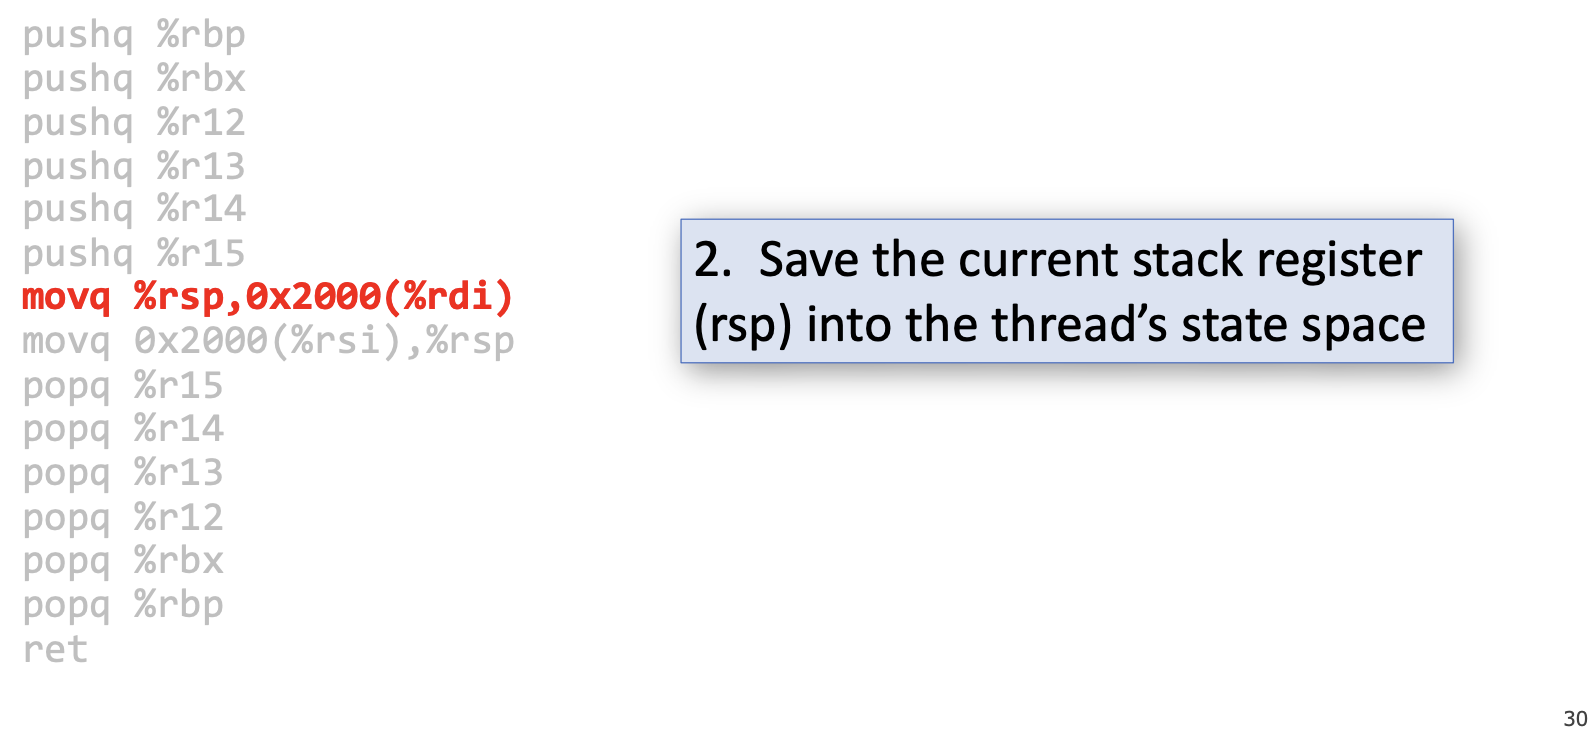 pushq %rbp
pushq %rbx
pushq %r12
pushq %r13
pushq %r14
pushq %r15
movq %rsp,0x2000(%rdi)
movq 0x2000(%rsi),%rsp
popq %r15
popq %r14
popq %r13
popq %r12
popq %rbx
popq %rbp
ret
2. Save the current stack register
(rsp) into the thread’s state space
30